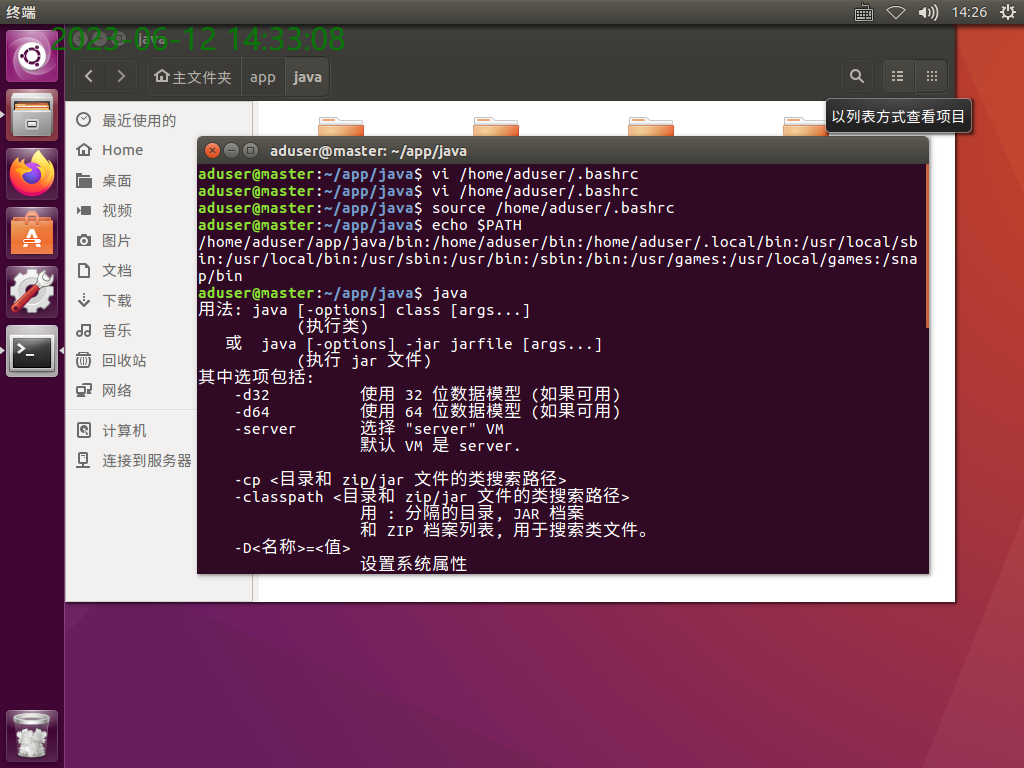 终端
14:26
2023-06-12 14:33:08
java
主文件夹
app
java
以列表方式查看项目
最近使用的
Home
桌面
视频
图片
文档
下载
音乐
回收站
网络
计算机
连接到服务器
aduser@master: ~/app/java
aduser@master:~/app/java$ vi /home/aduser/.bashrc
aduser@master:~/app/java$ vi /home/aduser/.bashrc
aduser@master:~/app/java$ source /home/aduser/.bashrc
aduser@master:~/app/java$ echo $PATH
/home/aduser/app/java/bin:/home/aduser/bin:/home/aduser/.local/bin:/usr/local/sb
in:/usr/local/bin:/usr/sbin:/usr/bin:/sbin:/bin:/usr/games:/usr/local/games:/sna
p/bin
aduser@master:~/app/java$ java
用法: java [-options] class [args...]
(执行类)
或 java [-options] -jar jarfile [args...]
(执行 jar 文件)
其中选项包括:
-d32 使用 32 位数据模型 (如果可用)
-d64 使用 64 位数据模型 (如果可用)
-server 选择 "server" VM
默认 VM 是 server.
-cp <目录和 zip/jar 文件的类搜索路径>
-classpath <目录和 zip/jar 文件的类搜索路径>
用 : 分隔的目录, JAR 档案
和 ZIP 档案列表, 用于搜索类文件。
-D<名称>=<值>
设置系统属性